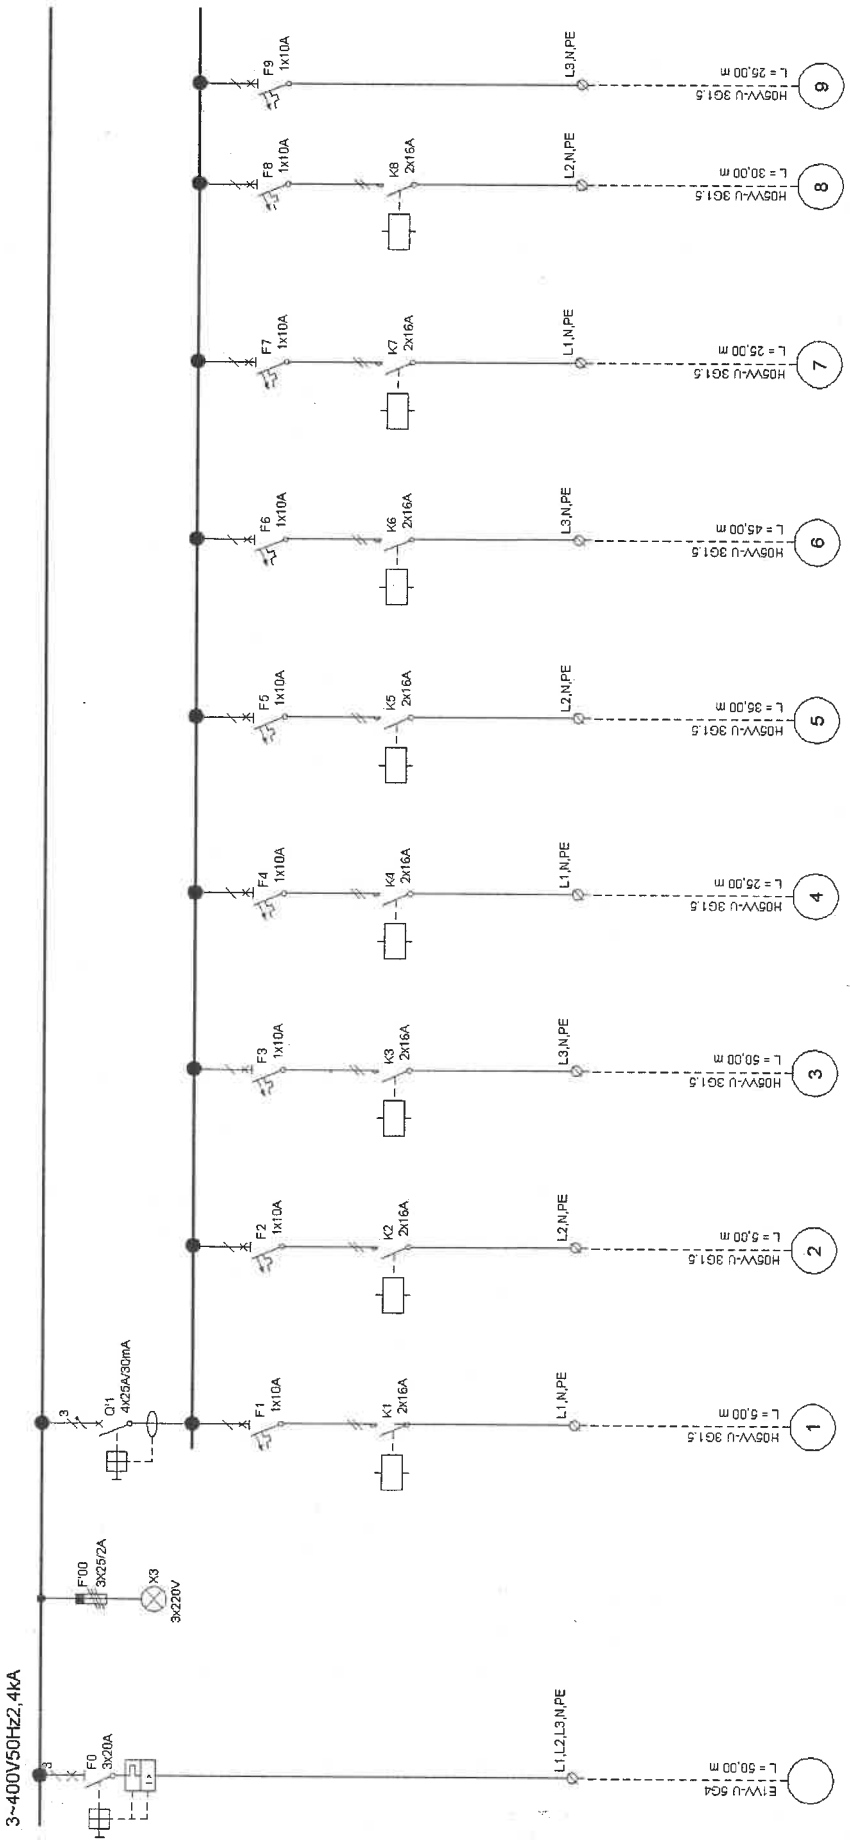 3~400V50Hz2,4kA
3
F0
3x20A
L1,L2,L3,N,PE
E1VV-U 5G4
L = 50,00 m
F'00
3X25/2A
X3
3x220V
3
Q'1
4x25A/30mA
F1
1x10A
K1
2x16A
L1,N,PE
H05VV-U 3G1.5
L = 5,00 m
1
F2
1x10A
K2
2x16A
L2,N,PE
H05VV-U 3G1.5
L = 5,00 m
2
F3
1x10A
K3
2x16A
L3,N,PE
H05VV-U 3G1.5
L = 50,00 m
3
F4
1x10A
K4
2x16A
L1,N,PE
H05VV-U 3G1.5
L = 25,00 m
4
F5
1x10A
K5
2x16A
L2,N,PE
H05VV-U 3G1.5
L = 35,00 m
5
F6
1x10A
K6
2x16A
L3,N,PE
H05VV-U 3G1.5
L = 45,00 m
6
F7
1x10A
K7
2x16A
L1,N,PE
H05VV-U 3G1.5
L = 25,00 m
7
F8
1x10A
K8
2x16A
L2,N,PE
H05VV-U 3G1.5
L = 30,00 m
8
F9
1x10A
L3,N,PE
H05VV-U 3G1.5
L = 25,00 m
9